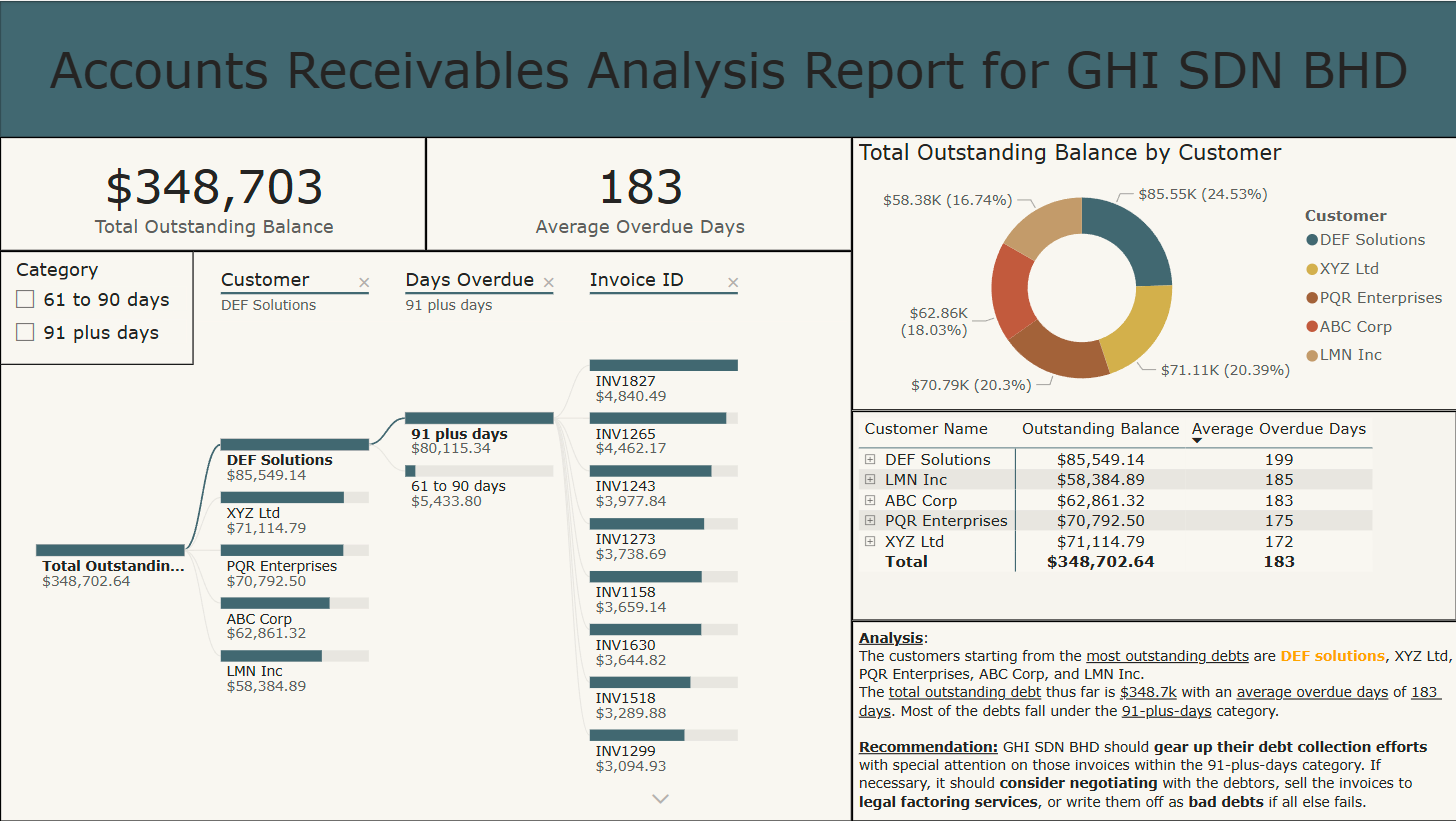 Accounts Receivables Analysis Report for GHI SDN BHD
$348,703
Total Outstanding Balance
183
Average Overdue Days
Category
61 to 90 days
91 plus days
Customer
DEF Solutions
Days Overdue
91 plus days
Invoice ID
Total Outstandin...
$348,702.64
DEF Solutions
$85,549.14
XYZ Ltd
$71,114.79
PQR Enterprises
$70,792.50
ABC Corp
$62,861.32
LMN Inc
$58,384.89
91 plus days
$80,115.34
61 to 90 days
$5,433.80
INV1827
$4,840.49
INV1265
$4,462.17
INV1243
$3,977.84
INV1273
$3,738.69
INV1158
$3,659.14
INV1630
$3,644.82
INV1518
$3,289.88
INV1299
$3,094.93
Total Outstanding Balance by Customer
$58.38K (16.74%)
$85.55K (24.53%)
$62.86K
(18.03%)
$70.79K (20.3%)
$71.11K (20.39%)
Customer
DEF Solutions
XYZ Ltd
PQR Enterprises
ABC Corp
LMN Inc
Customer Name Outstanding Balance Average Overdue Days
DEF Solutions $85,549.14 199
LMN Inc $58,384.89 185
ABC Corp $62,861.32 183
PQR Enterprises $70,792.50 175
XYZ Ltd $71,114.79 172
Total $348,702.64 183
Analysis:
The customers starting from the most outstanding debts are DEF solutions, XYZ Ltd,
PQR Enterprises, ABC Corp, and LMN Inc.
The total outstanding debt thus far is $348.7k with an average overdue days of 183
days. Most of the debts fall under the 91-plus-days category.
Recommendation: GHI SDN BHD should gear up their debt collection efforts
with special attention on those invoices within the 91-plus-days category. If
necessary, it should consider negotiating with the debtors, sell the invoices to
legal factoring services, or write them off as bad debts if all else fails.